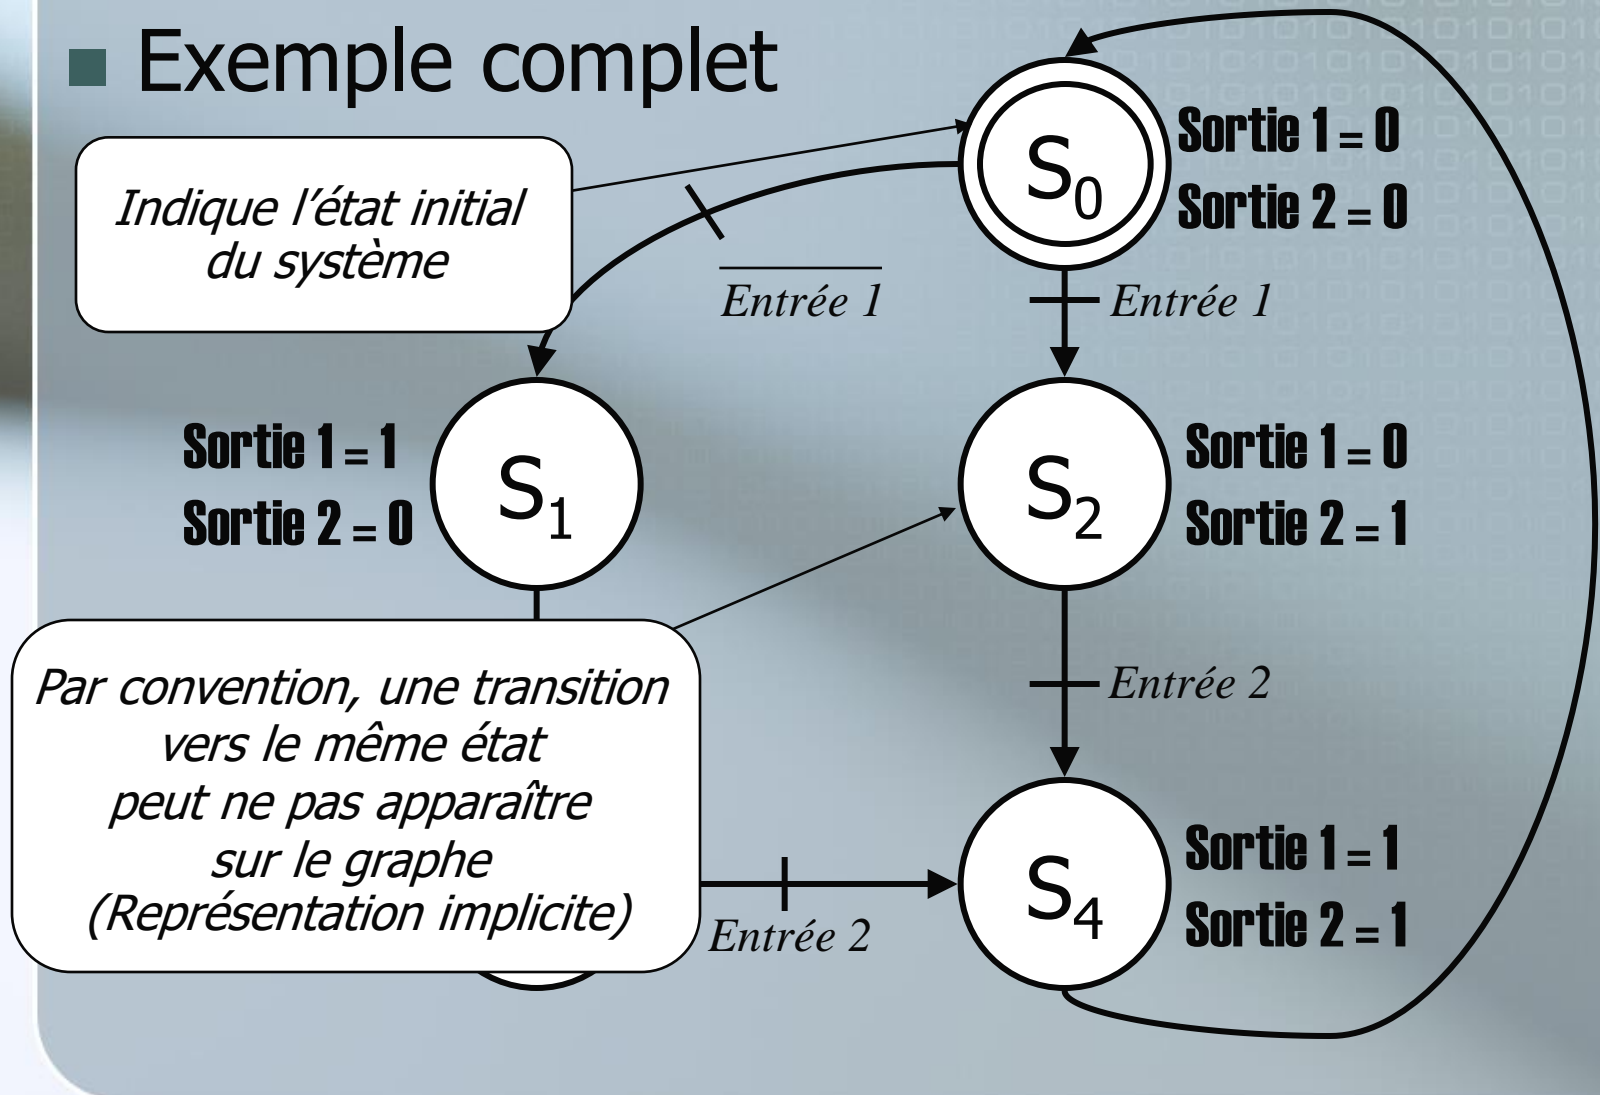 Exemple complet
Indique l'état initial
du système
S0
Sortie 1 = 0
Sortie 2 = 0
Entrée 1
Entrée 1
Sortie 1 = 1
Sortie 2 = 0
S1
S2
Sortie 1 = 0
Sortie 2 = 1
Par convention, une transition
vers le même état
peut ne pas apparaître
sur le graphe
(Représentation implicite)
Entrée 2
Entrée 2
S4
Sortie 1 = 1
Sortie 2 = 1